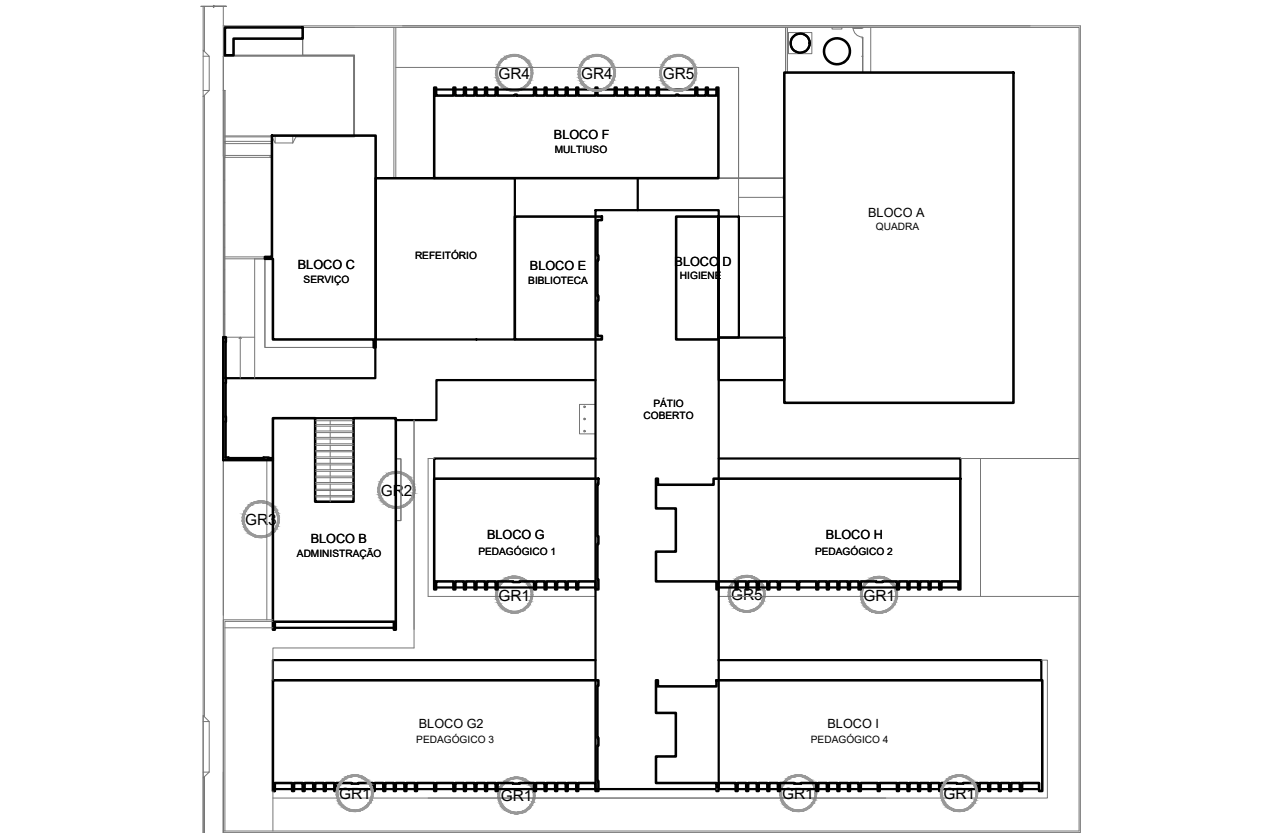 GR4
GR4
GR5
BLOCO F
MULTIUSO
BLOCO A
QUADRA
REFEITÓRIO
BLOCO C
SERVIÇO
BLOCO E
BIBLIOTECA
BLOCO D
HIGIENE
PÁTIO
COBERTO
GR2
GR3
BLOCO B
ADMINISTRAÇÃO
BLOCO G
PEDAGÓGICO 1
BLOCO H
PEDAGÓGICO 2
GR1
GR5
GR1
BLOCO G2
PEDAGÓGICO 3
BLOCO I
PEDAGÓGICO 4
GR1
GR1
GR1
GR1